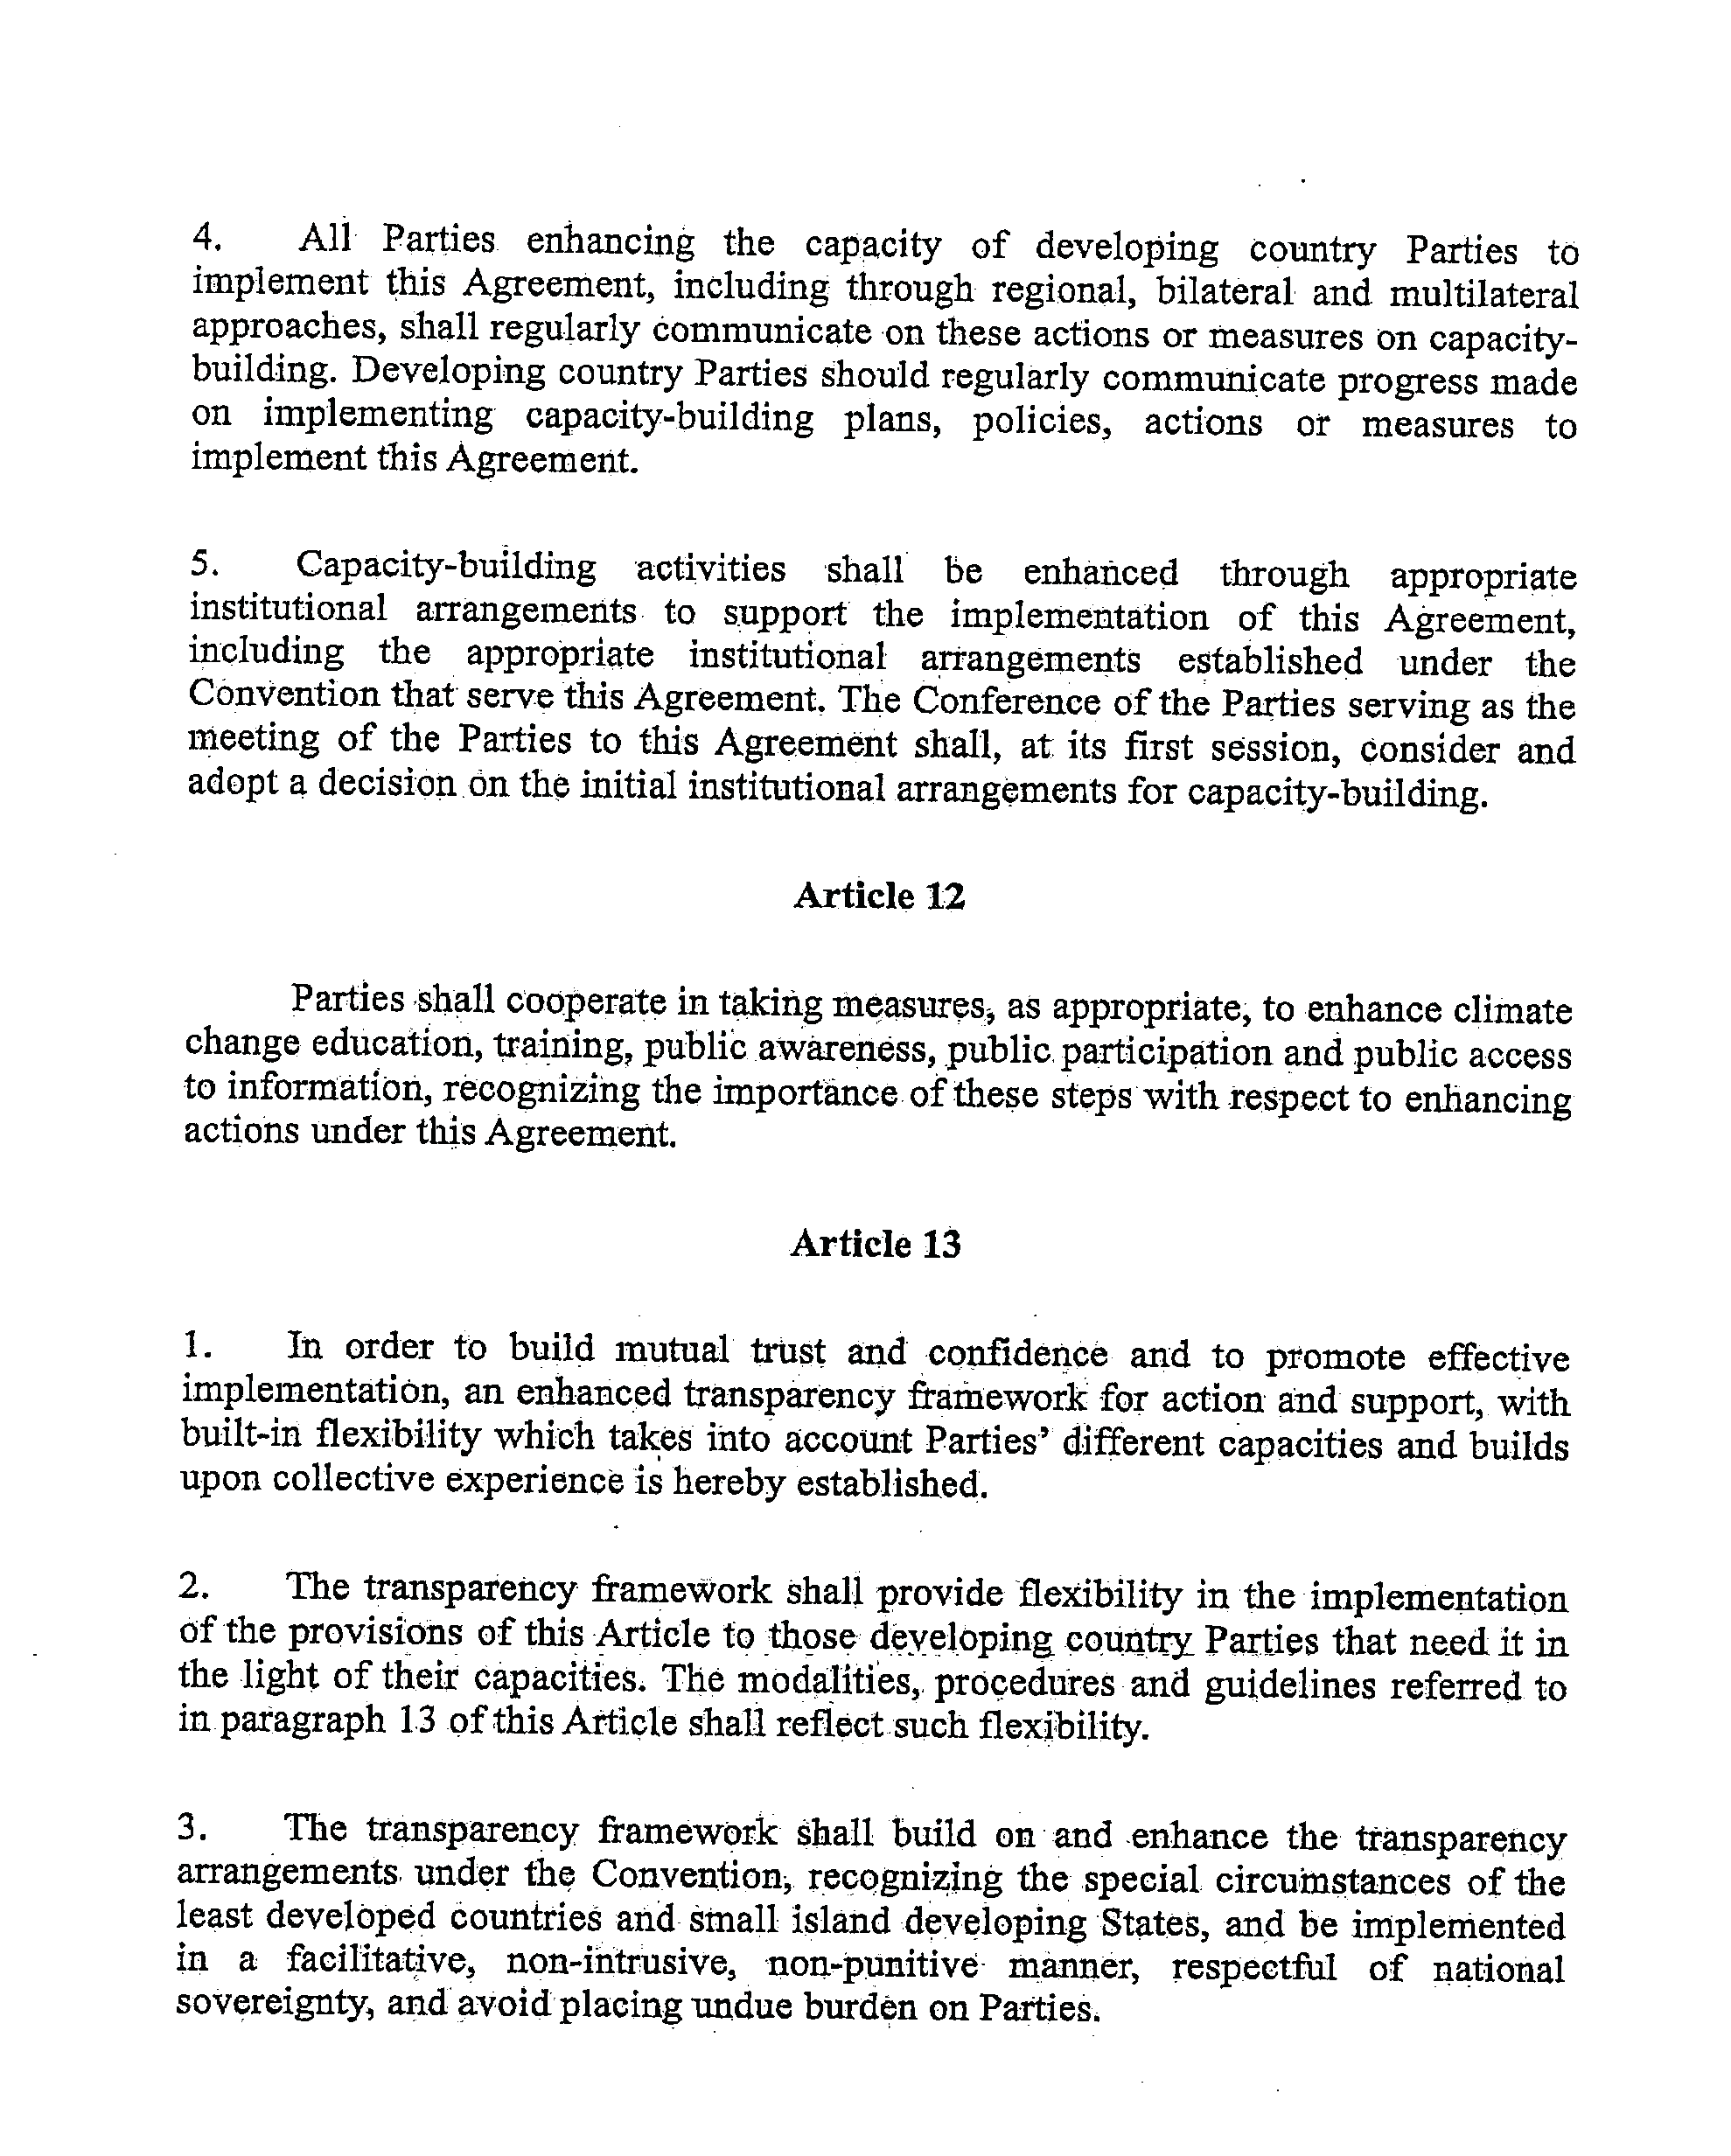 4. All Parties enhancing the capacity of developing country Parties to
implement this Agreement, including through regional, bilateral and multilateral
approaches, shall regularly communicate on these actions or measures on capacity-
building. Developing country Parties should regularly communicate progress made
on implementing capacity-building plans, policies, actions or measures to
implement this Agreement.
5. Capacity-building activities shall be enhanced through appropriate
institutional arrangements to support the implementation of this Agreement,
including the appropriate institutional arrangements established under the
Convention that serve this Agreement. The Conference of the Parties serving as the
meeting of the Parties to this Agreement shall, at its first session, consider and
adopt a decision on the initial institutional arrangements for capacity-building.
Article 12
Parties shall cooperate in taking measures, as appropriate, to enhance climate
change education, training, public awareness, public participation and public access
to information, recognizing the importance of these steps with respect to enhancing
actions under this Agreement.
Article 13
1. In order to build mutual trust and confidence and to promote effective
implementation, an enhanced transparency framework for action and support, with
built-in flexibility which takes into account Parties’ different capacities and builds
upon collective experience is hereby established.
2. The transparency framework shall provide flexibility in the implementation
of the provisions of this Article to those developing country Parties that need it in
the light of their capacities. The modalities, procedures and guidelines referred to
in paragraph 13 of this Article shall reflect such flexibility.
3. The transparency framework shall build on and enhance the transparency
arrangements under the Convention, recognizing the special circumstances of the
least developed countries and small island developing States, and be implemented
in a facilitative, non-intrusive, non-punitive manner, respectful of national
sovereignty, and avoid placing undue burden on Parties.